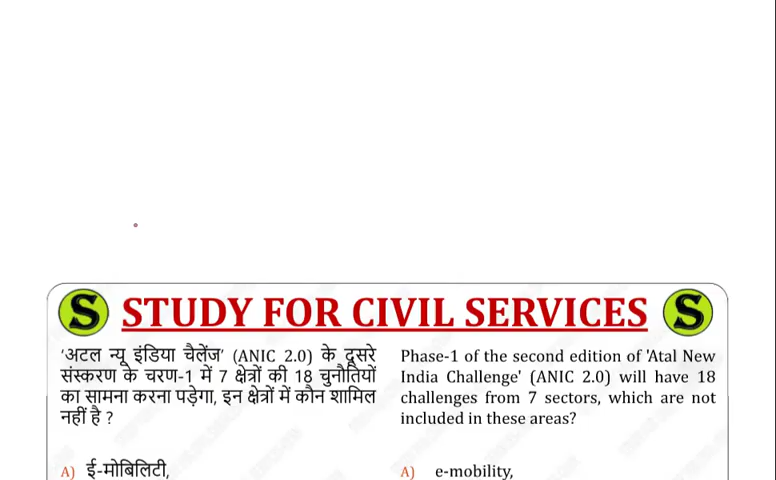 S STUDY FOR CIVIL SERVICES S
‘अटल न्यू इंडिया चैलेंज’ (ANIC 2.0) के दूसरे
संस्करण के चरण-1 में 7 क्षेत्रों की 18 चुनौतियों
का सामना करना पड़ेगा, इन क्षेत्रों में कौन शामिल
नहीं है ?
A) ई-मोबिलिटी,
Phase-1 of the second edition of 'Atal New
India Challenge' (ANIC 2.0) will have 18
challenges from 7 sectors, which are not
included in these areas?
A) e-mobility,